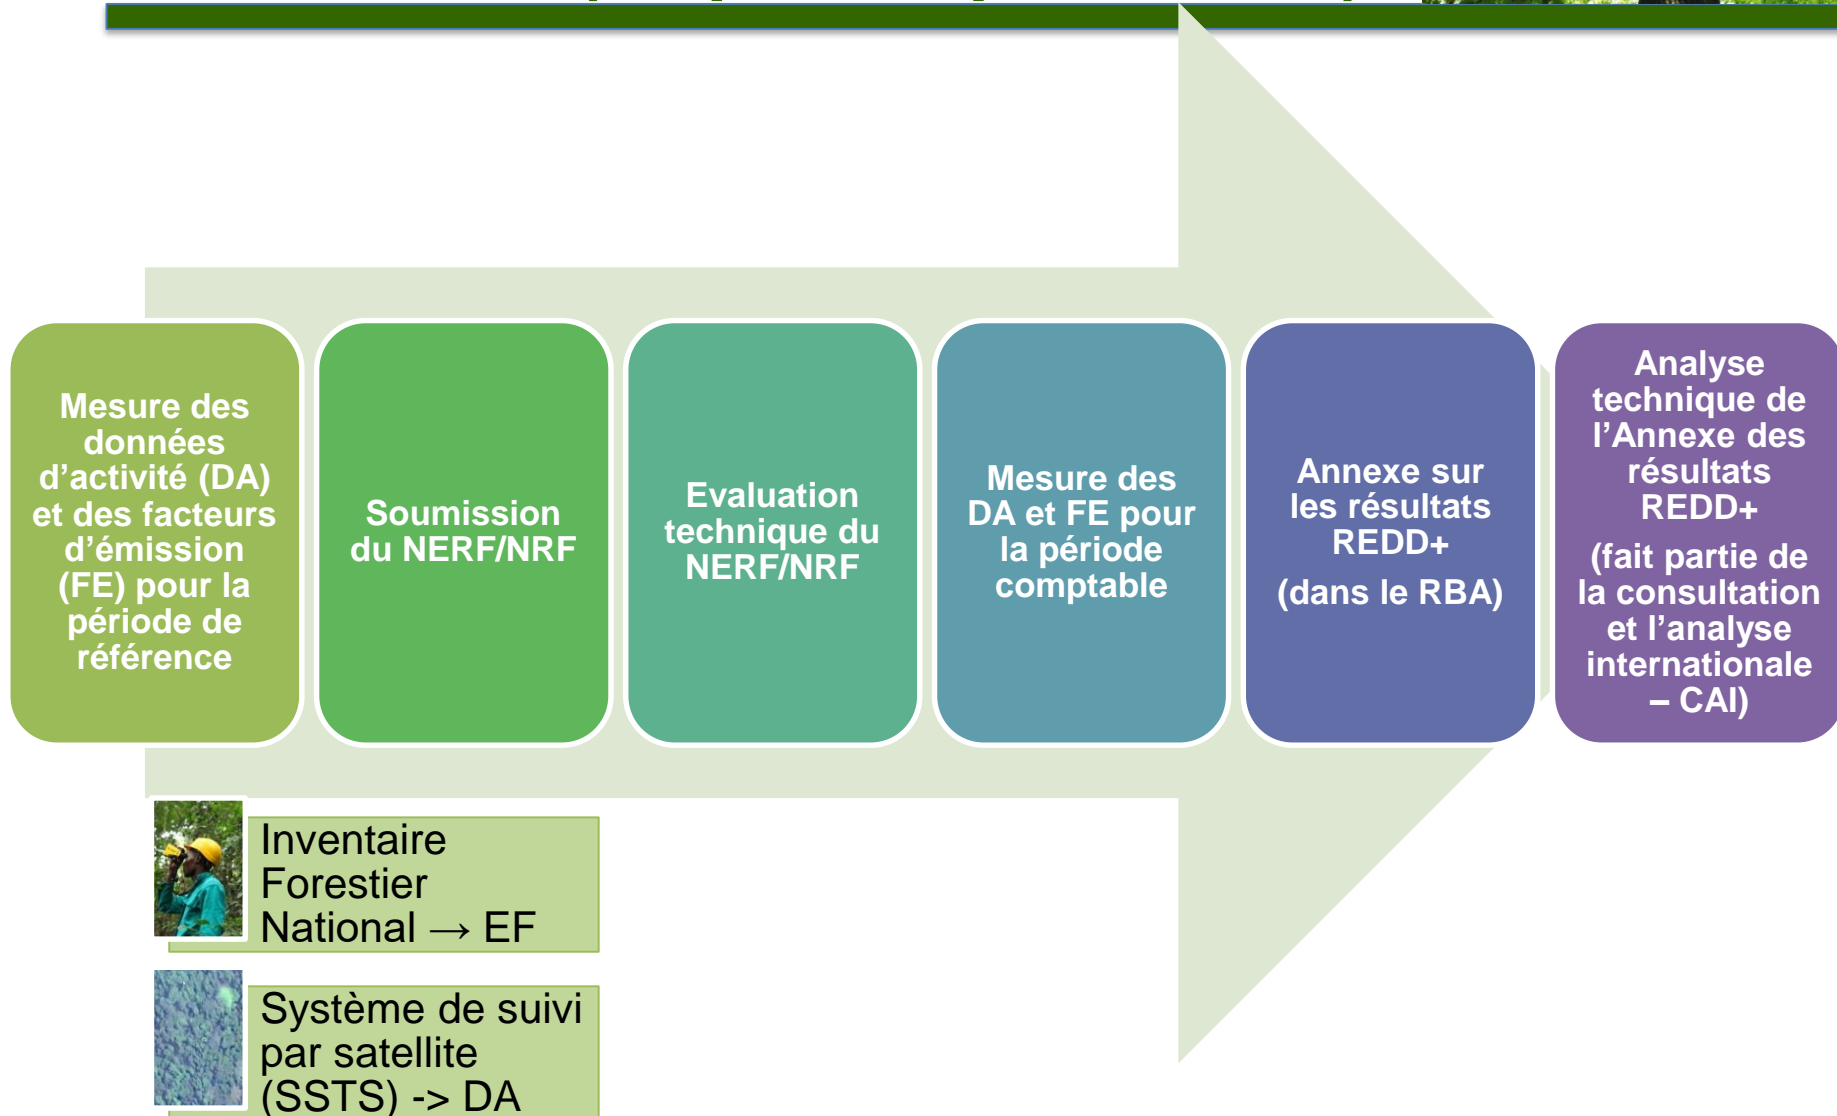 Mesure des
données
d’activité (DA)
et des facteurs
d’émission
(FE) pour la
période de
référence
Soumission
du NERF/NRF
Evaluation
technique du
NERF/NRF
Mesure des
DA et FE pour
la période
comptable
Annexe sur
les résultats
REDD+
(dans le RBA)
Analyse
technique de
l’Annexe des
résultats
REDD+
(fait partie de
la consultation
et l’analyse
internationale
– CAI)
Inventaire
Forestier
National → EF
Système de suivi
par satellite
(SSTS) -> DA